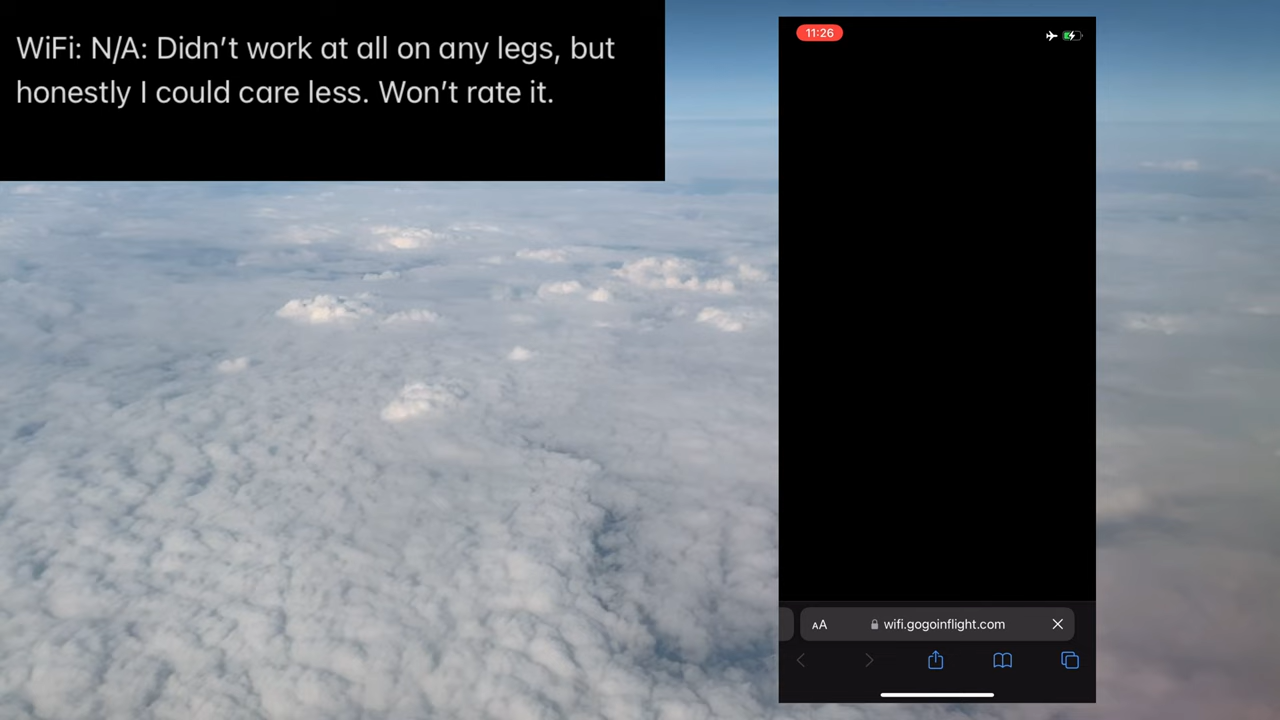 WiFi: N/A: Didn’t work at all on any legs, but
honestly I could care less. Won’t rate it.
11:26
AA wifi.gogoinflight.com